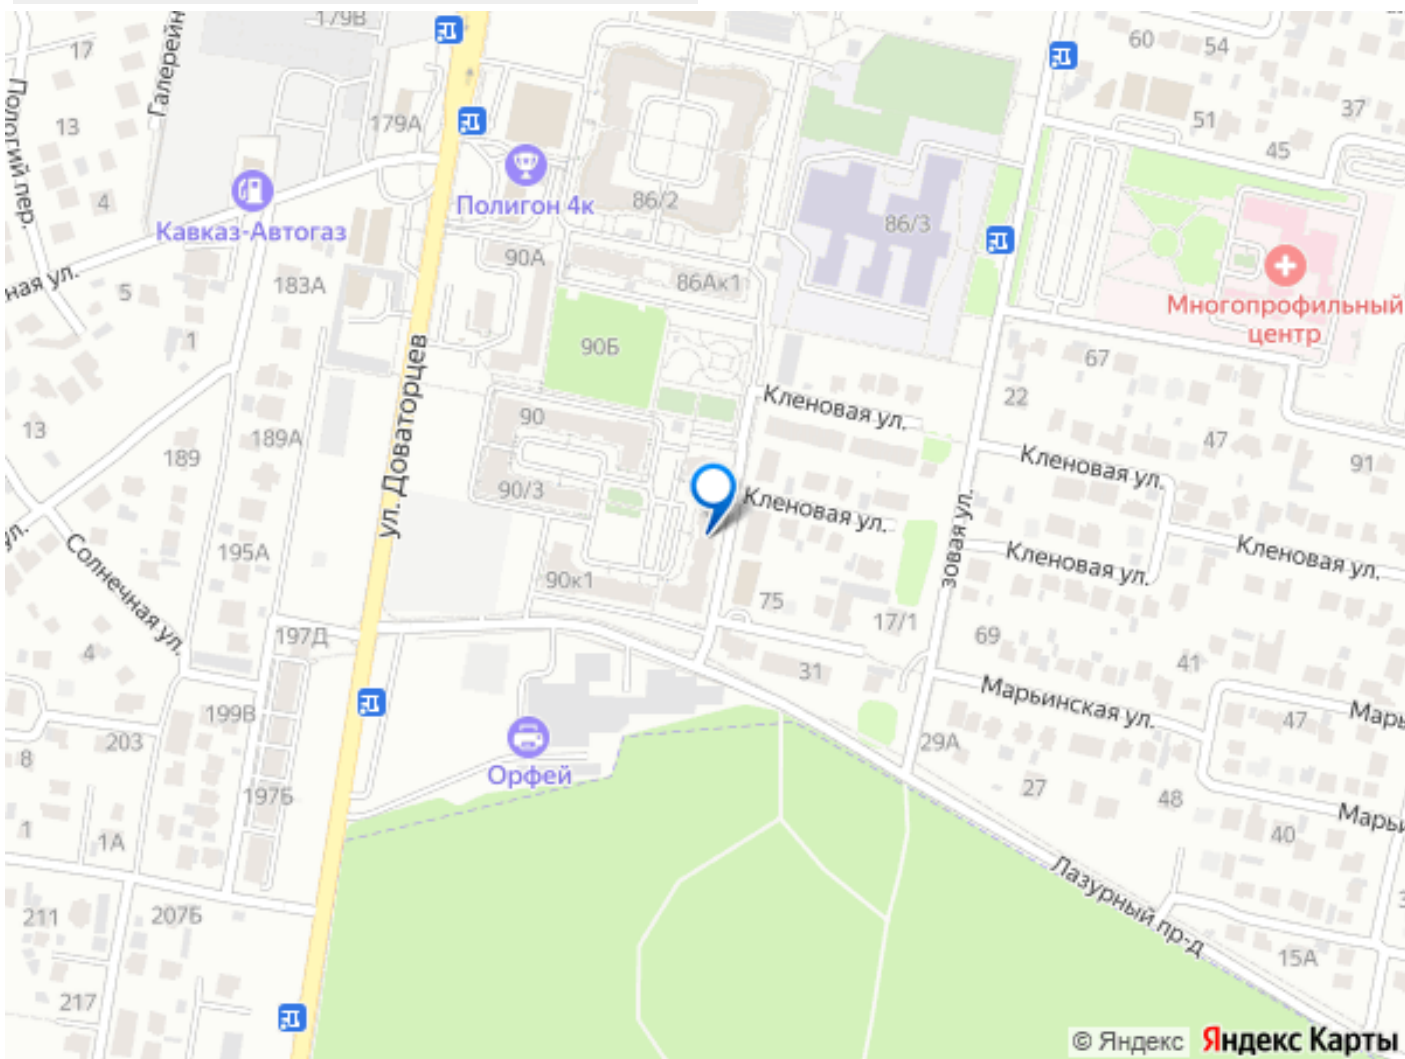 179В
60
54
17
Галерейн
37
Пологий пер.
13
179А
51
45
Полигон 4к
86/2
4
86/3
Кавказ-Автогаз
90А
86Ак1
ная ул.
5
183А
Многопрофильный
центр
1
90Б
67
ул. Доваторцев
22
Кленовая ул.
90
13
189А
47
189
Кленовая ул.
91
90/3
Кленовая ул.
ул.
зовая ул.
Солнечная ул.
195А
Кленовая ул.
Кленовая ул.
90к1
75
17/1
197Д
69
4
31
41
Марьинская ул.
199В
47
Марь
203
29А
8
Орфей
27
48
197Б
Марьи
1
1А
40
Лазурный пр-д
211
207Б
15А
217
© Яндекс Яндекс Карты